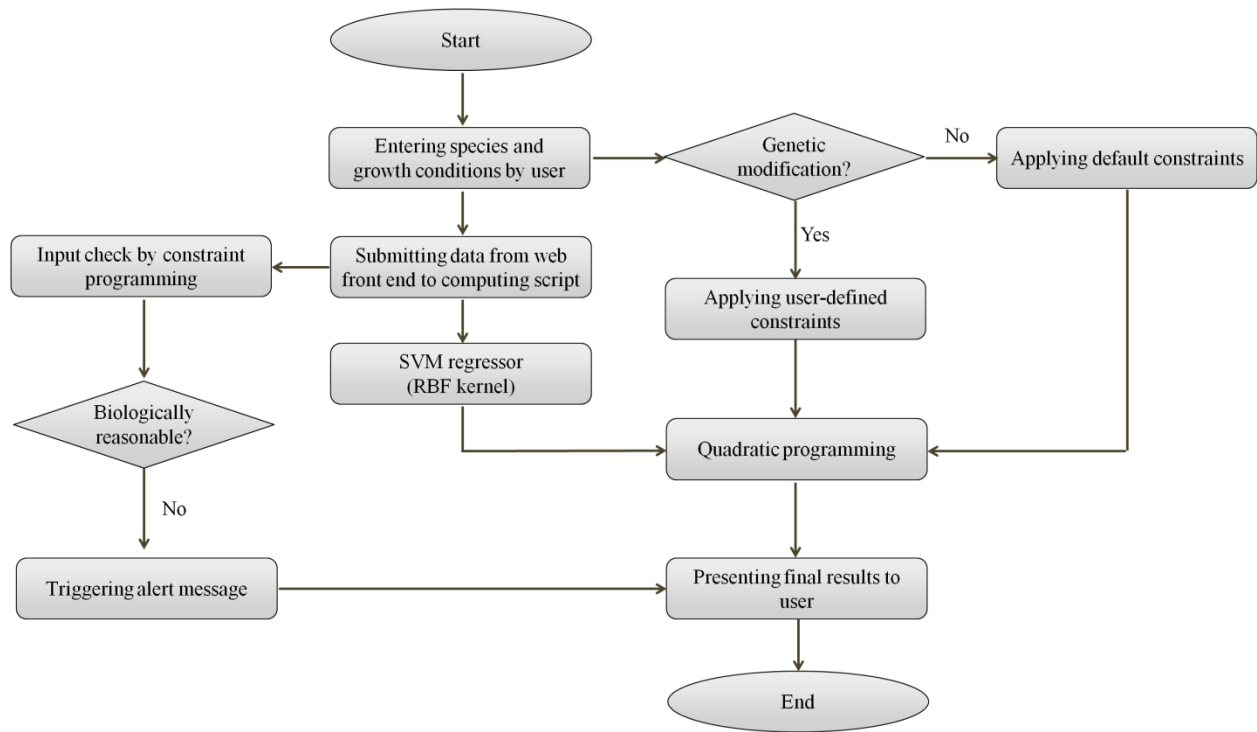 Start
Entering species and
growth conditions by user
Genetic
modification?
No
Applying default constraints
Yes
Input check by constraint
programming
Submitting data from web
front end to computing script
Applying user-defined
constraints
SVM regressor
(RBF kernel)
Biologically
reasonable?
Quadratic programming
No
Triggering alert message
Presenting final results to
user
End